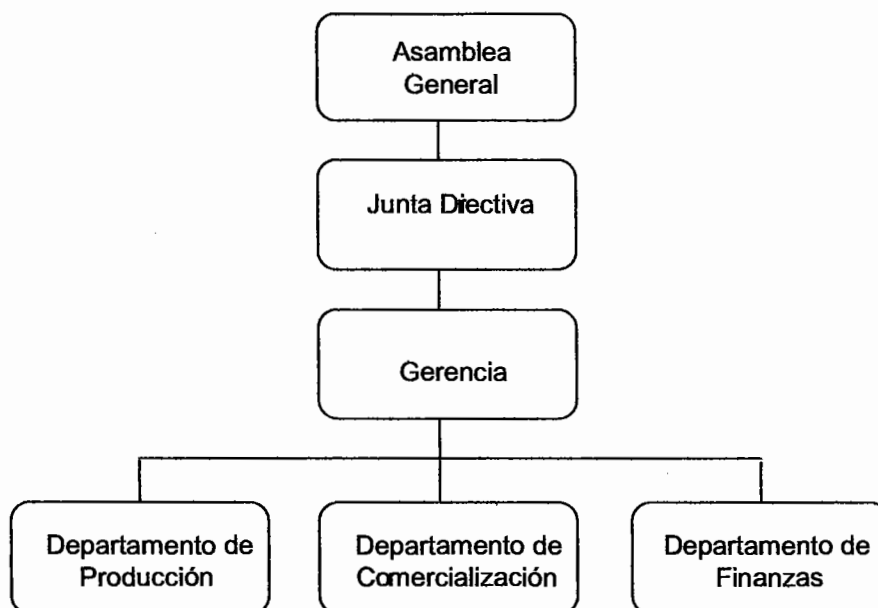 Asamblea
General
Junta Directiva
Gerencia
Departamento de
Producción
Departamento de
Comercialización
Departamento de
Finanzas